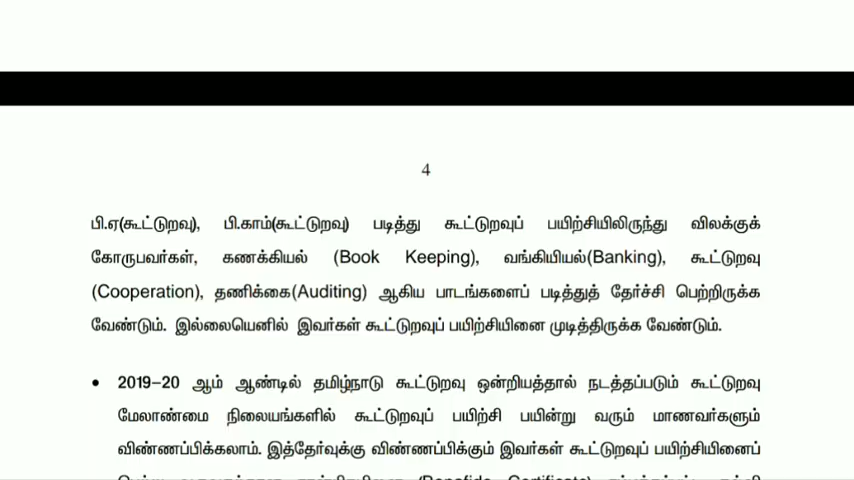 4
பி.ஏ(கூட்டுறவு), பி.காம்(கூட்டுறவு) படித்து கூட்டுறவுப் பயிற்சியிலிருந்து விலக்குக்
கோருபவர்கள், கணக்கியல் (Book Keeping), வங்கியியல்(Banking), கூட்டுறவு
(Cooperation), தணிக்கை(Auditing) ஆகிய பாடங்களைப் படித்துத் தேர்ச்சி பெற்றிருக்க
வேண்டும். இல்லையெனில் இவர்கள் கூட்டுறவுப் பயிற்சியினை முடித்திருக்க வேண்டும்.
• 2019–20 ஆம் ஆண்டில் தமிழ்நாடு கூட்டுறவு ஒன்றியத்தால் நடத்தப்படும் கூட்டுறவு
மேலாண்மை நிலையங்களில் கூட்டுறவுப் பயிற்சி பயின்று வரும் மாணவர்களும்
விண்ணப்பிக்கலாம். இத்தேர்வுக்கு விண்ணப்பிக்கும் இவர்கள் கூட்டுறவுப் பயிற்சியினைப்
(Bonafide Certificate)